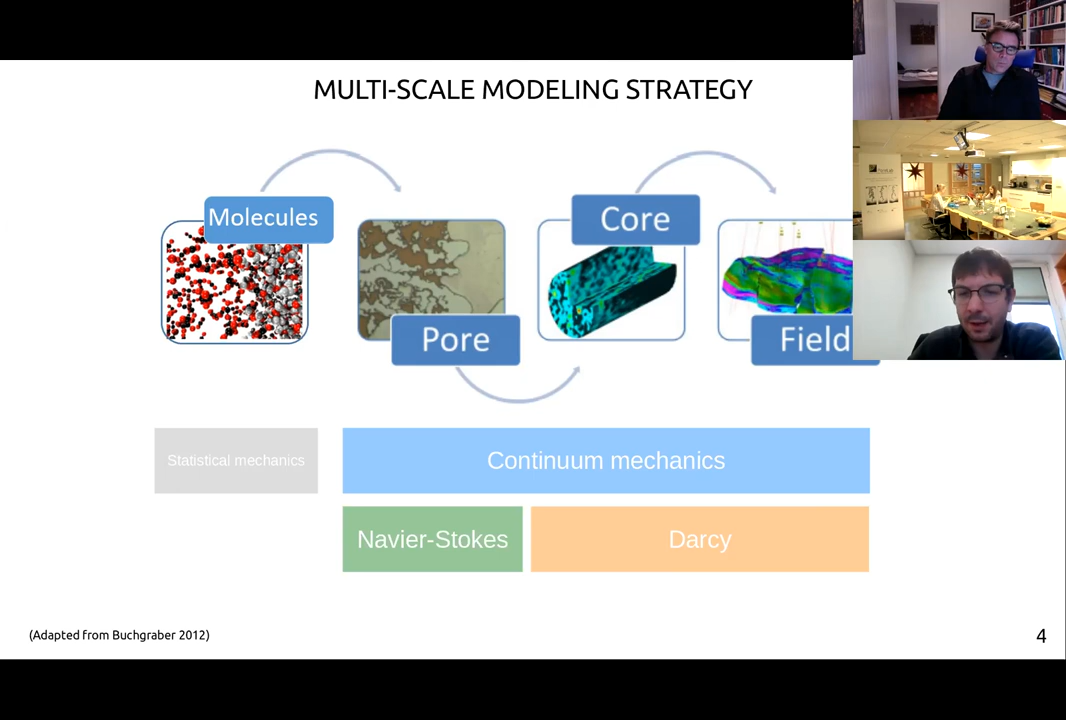 MULTI-SCALE MODELING STRATEGY
Molecules
Pore
Core
Field
Statistical mechanics
Continuum mechanics
Navier-Stokes
Darcy
(Adapted from Buchgraber 2012)
4